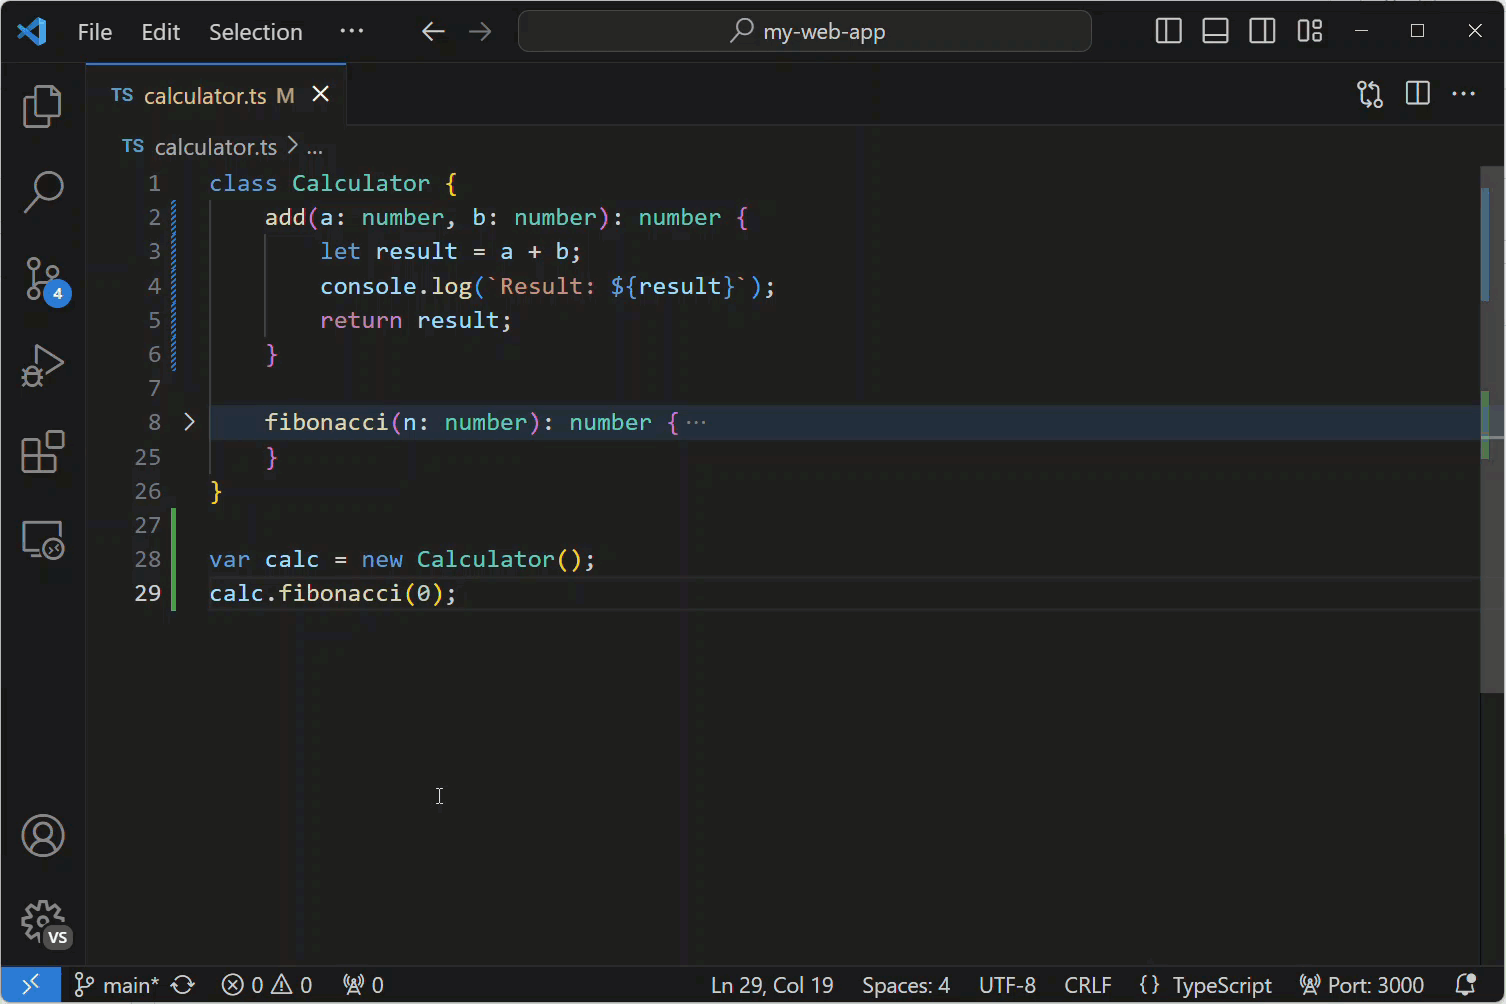 File Edit Selection ··· my-web-app
TS calculator.ts M
TS calculator.ts > ...
1 class Calculator {
2     add(a: number, b: number): number {
3         let result = a + b;
4         console.log(`Result: ${result}`);
5         return result;
6     }
7
8     fibonacci(n: number): number {···
25     }
26 }
27
28 var calc = new Calculator();
29 calc.fibonacci(0);
4
VS
main* 0 0 0 Ln 29, Col 19 Spaces: 4 UTF-8 CRLF {} TypeScript Port: 3000